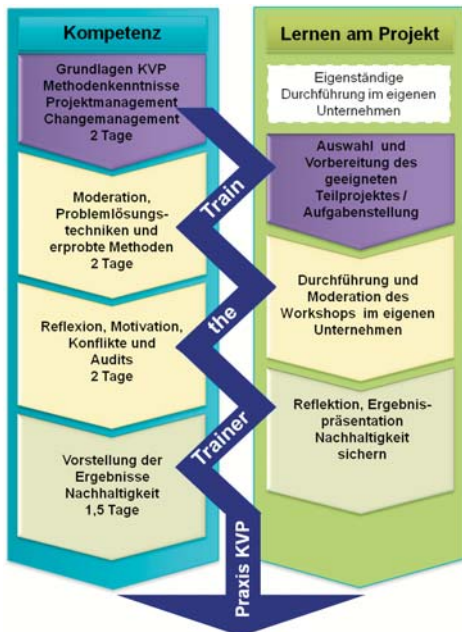 Kompetenz
Grundlagen KVP
Methodenkenntnisse
Projektmanagement
Changemanagement
2 Tage
Moderation,
Problemlösungs-
techniken und
erprobte Methoden
2 Tage
Reflexion, Motivation,
Konflikte und
Audits
2 Tage
Vorstellung der
Ergebnisse
Nachhaltigkeit
1,5 Tage
Train
the
Trainer
Praxis KVP
Lernen am Projekt
Eigenständige
Durchführung im eigenen
Unternehmen
Auswahl und
Vorbereitung des
geeigneten
Teilprojektes /
Aufgabenstellung
Durchführung und
Moderation des
Workshops im eigenen
Unternehmen
Reflektion, Ergebnis-
präsentation
Nachhaltigkeit
sichern